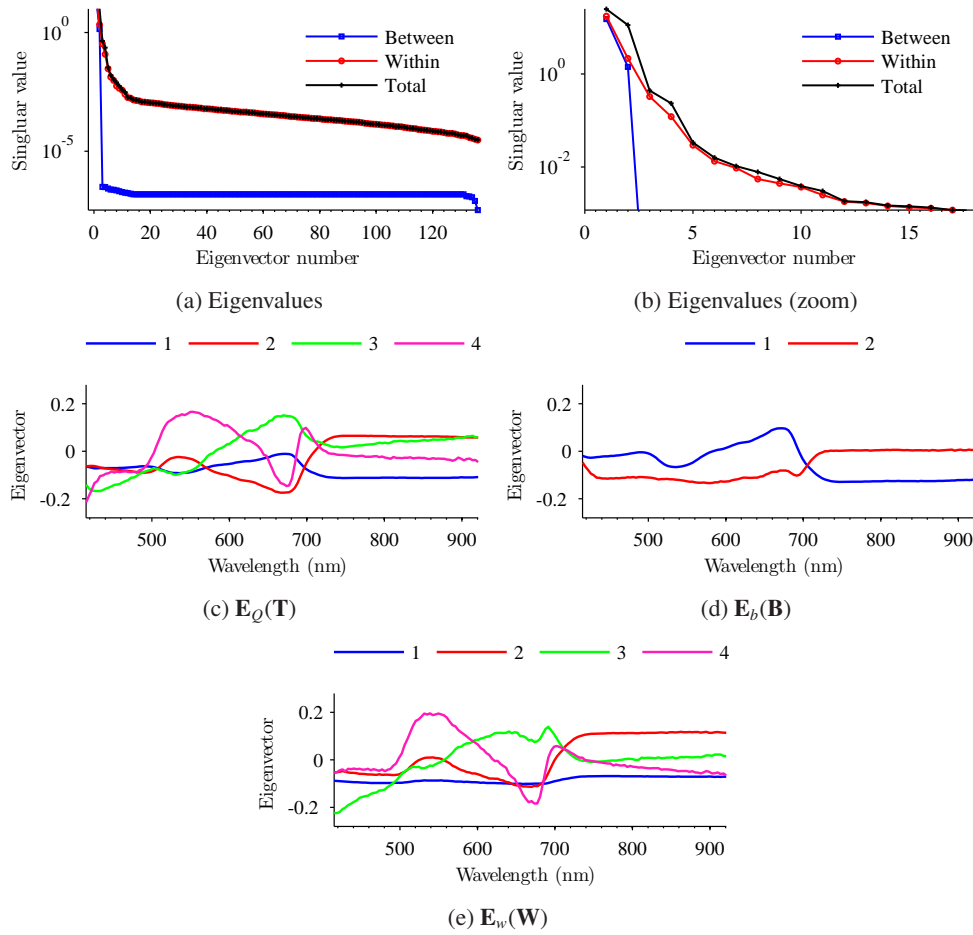 10^0
10^-5
Singluar value
Between
Within
Total
0 20 40 60 80 100 120
Eigenvector number
(a) Eigenvalues
10^0
10^-2
Singluar value
Between
Within
Total
0 5 10 15
Eigenvector number
(b) Eigenvalues (zoom)
1 2 3 4
0.2
0
-0.2
Eigenvector
500 600 700 800 900
Wavelength (nm)
(c) E_Q(T)
1 2
0.2
0
-0.2
Eigenvector
500 600 700 800 900
Wavelength (nm)
(d) E_b(B)
1 2 3 4
0.2
0
-0.2
Eigenvector
500 600 700 800 900
Wavelength (nm)
(e) E_w(W)